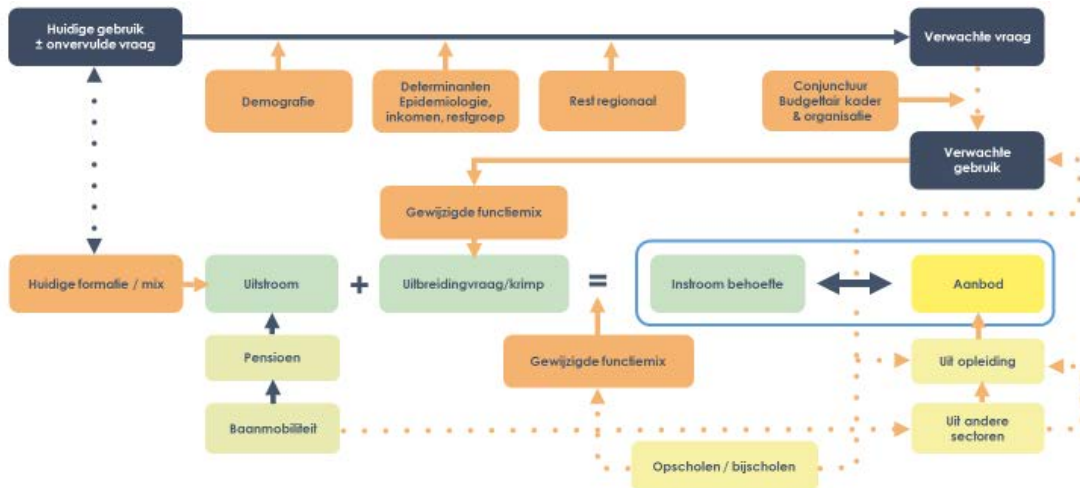 Huidige gebruik
± onvervulde vraag
Verwachte vraag
Demografie
Determinanten
Epidemiologie,
inkomen, restgroep
Rest regionaal
Conjunctuur
Budgettair kader
& organisatie
Verwachte
gebruik
Gewijzigde functiemix
Huidige formatie / mix
Uitstroom
+
Uitbreidingvraag/krimp
=
Instroom behoefte
Aanbod
Pensioen
Gewijzigde functiemix
Uit opleiding
Baanmobiliteit
Uit andere
sectoren
Opscholen / bijscholen